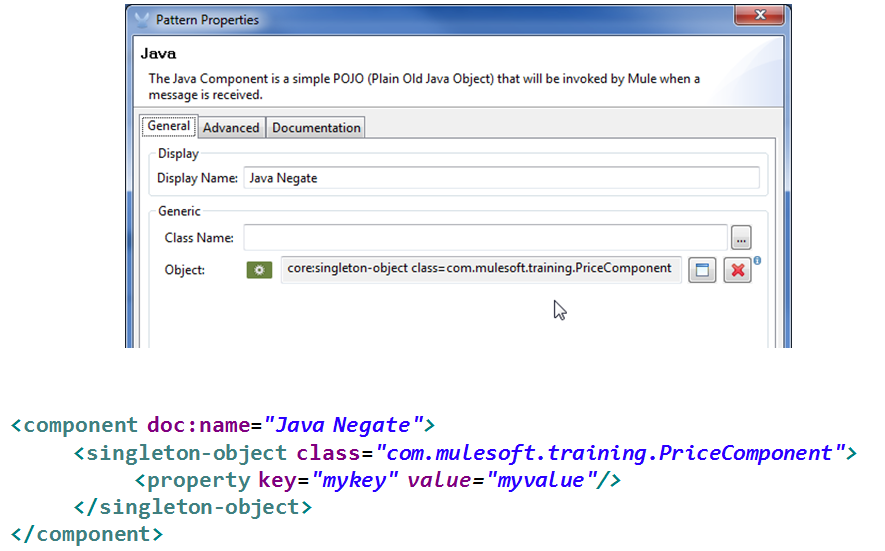 Pattern Properties
Java
The Java Component is a simple POJO (Plain Old Java Object) that will be invoked by Mule when a
message is received.
General Advanced Documentation
Display
Display Name: Java Negate
Generic
Class Name: ...
Object: core:singleton-object class=com.mulesoft.training.PriceComponent
<component doc:name="Java Negate">
<singleton-object class="com.mulesoft.training.PriceComponent">
<property key="mykey" value="myvalue"/>
</singleton-object>
</component>